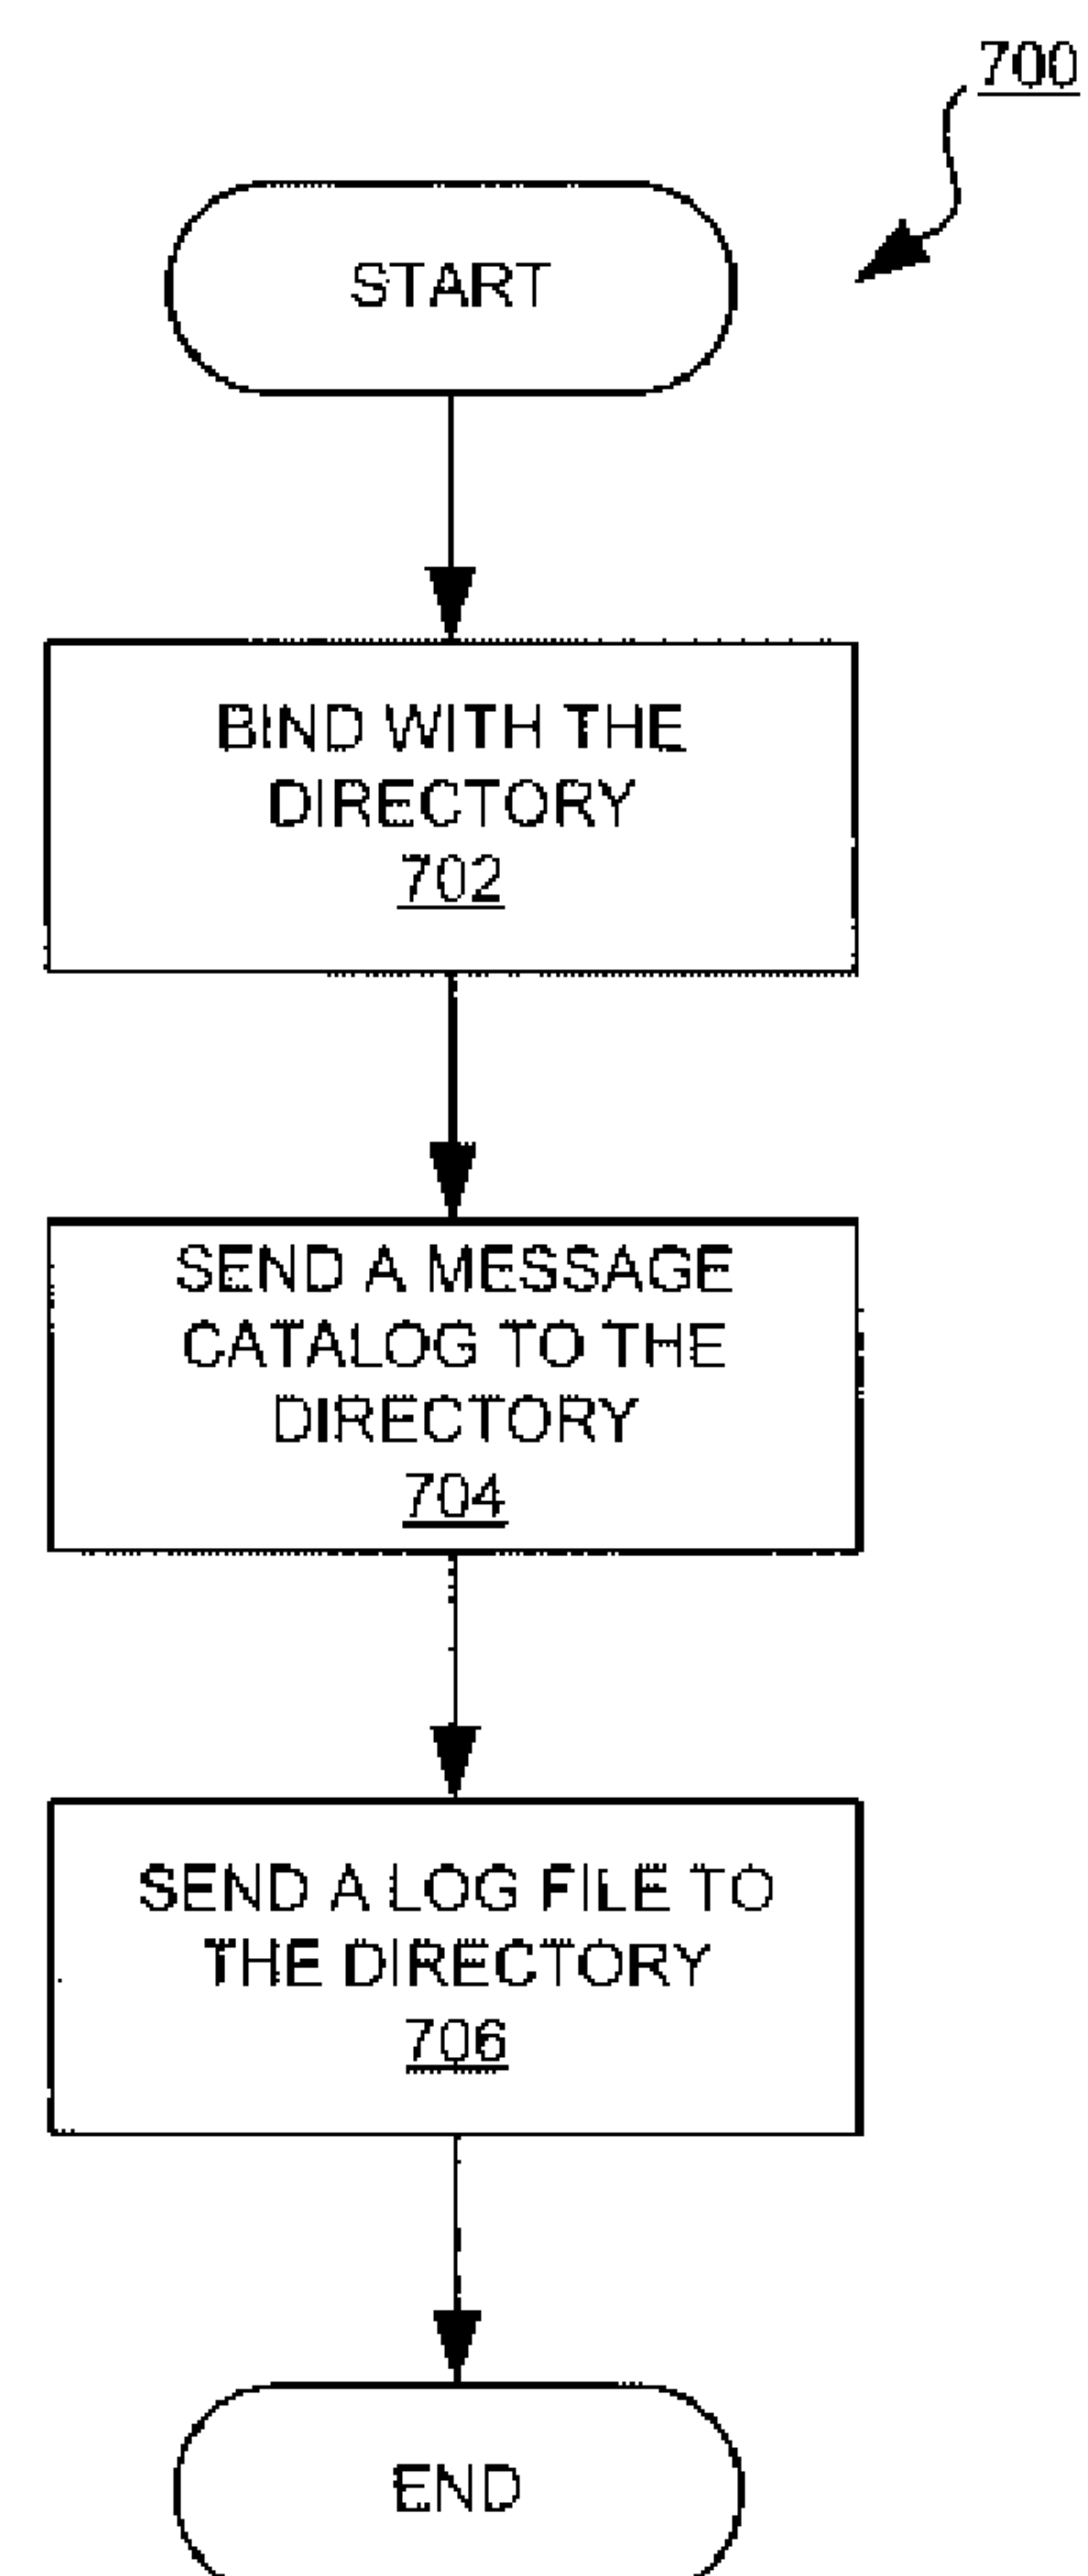 700
START
BIND WITH THE
DIRECTORY
702
SEND A MESSAGE
CATALOG TO THE
DIRECTORY
704
SEND A LOG FILE TO
THE DIRECTORY
706
END